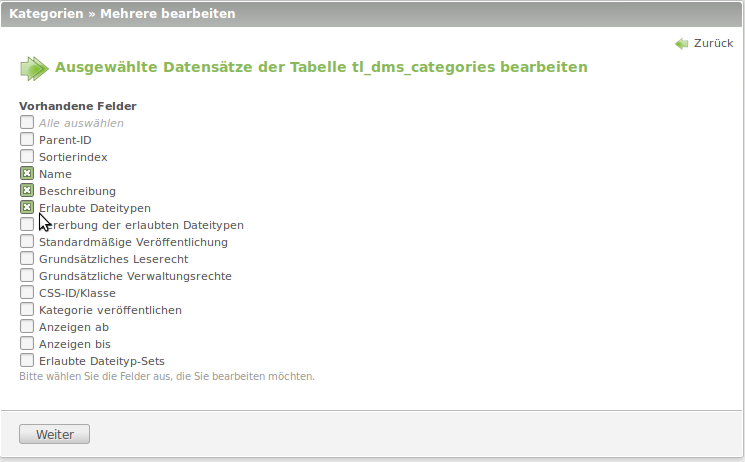 Kategorien » Mehrere bearbeiten
Zurück
Ausgewählte Datensätze der Tabelle tl_dms_categories bearbeiten
Vorhandene Felder
Alle auswählen
Parent-ID
Sortierindex
Name
Beschreibung
Erlaubte Dateitypen
der erlaubten Dateitypen
Standardmäßige Veröffentlichung
Grundsätzliches Leserecht
Grundsätzliche Verwaltungsrechte
CSS-ID/Klasse
Kategorie veröffentlichen
Anzeigen ab
Anzeigen bis
Erlaubte Dateityp-Sets
Bitte wählen Sie die Felder aus, die Sie bearbeiten möchten.
Weiter